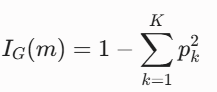 I_G(m) = 1 − \sum_{k=1}^{K} p_k^2